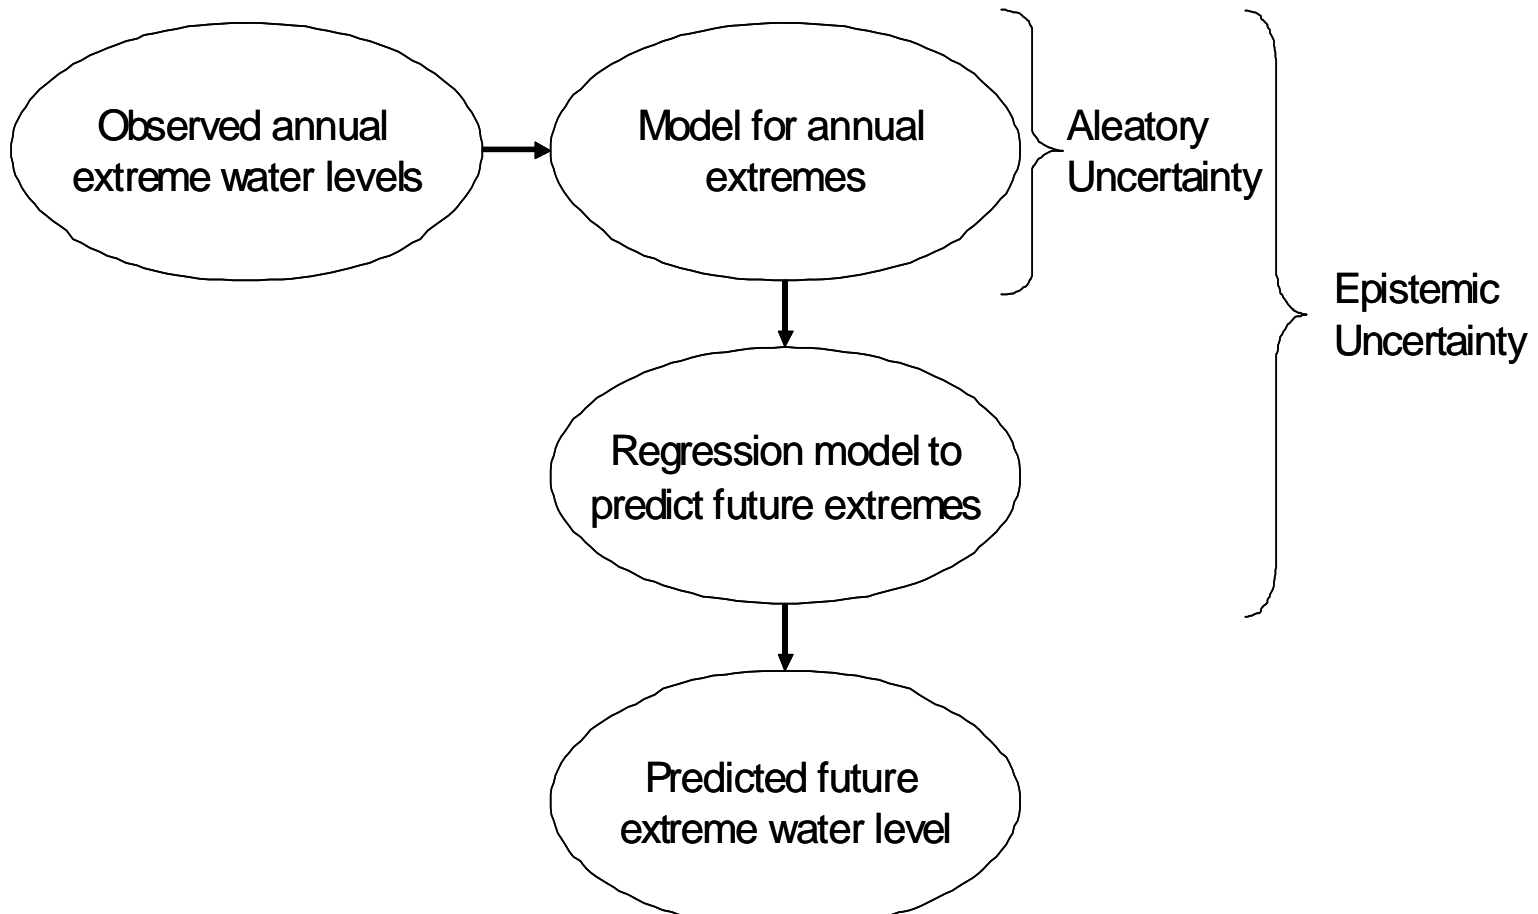 Observed annual
extreme water levels
Model for annual
extremes
Aleatory
Uncertainty
Epistemic
Uncertainty
Regression model to
predict future extremes
Predicted future
extreme water level